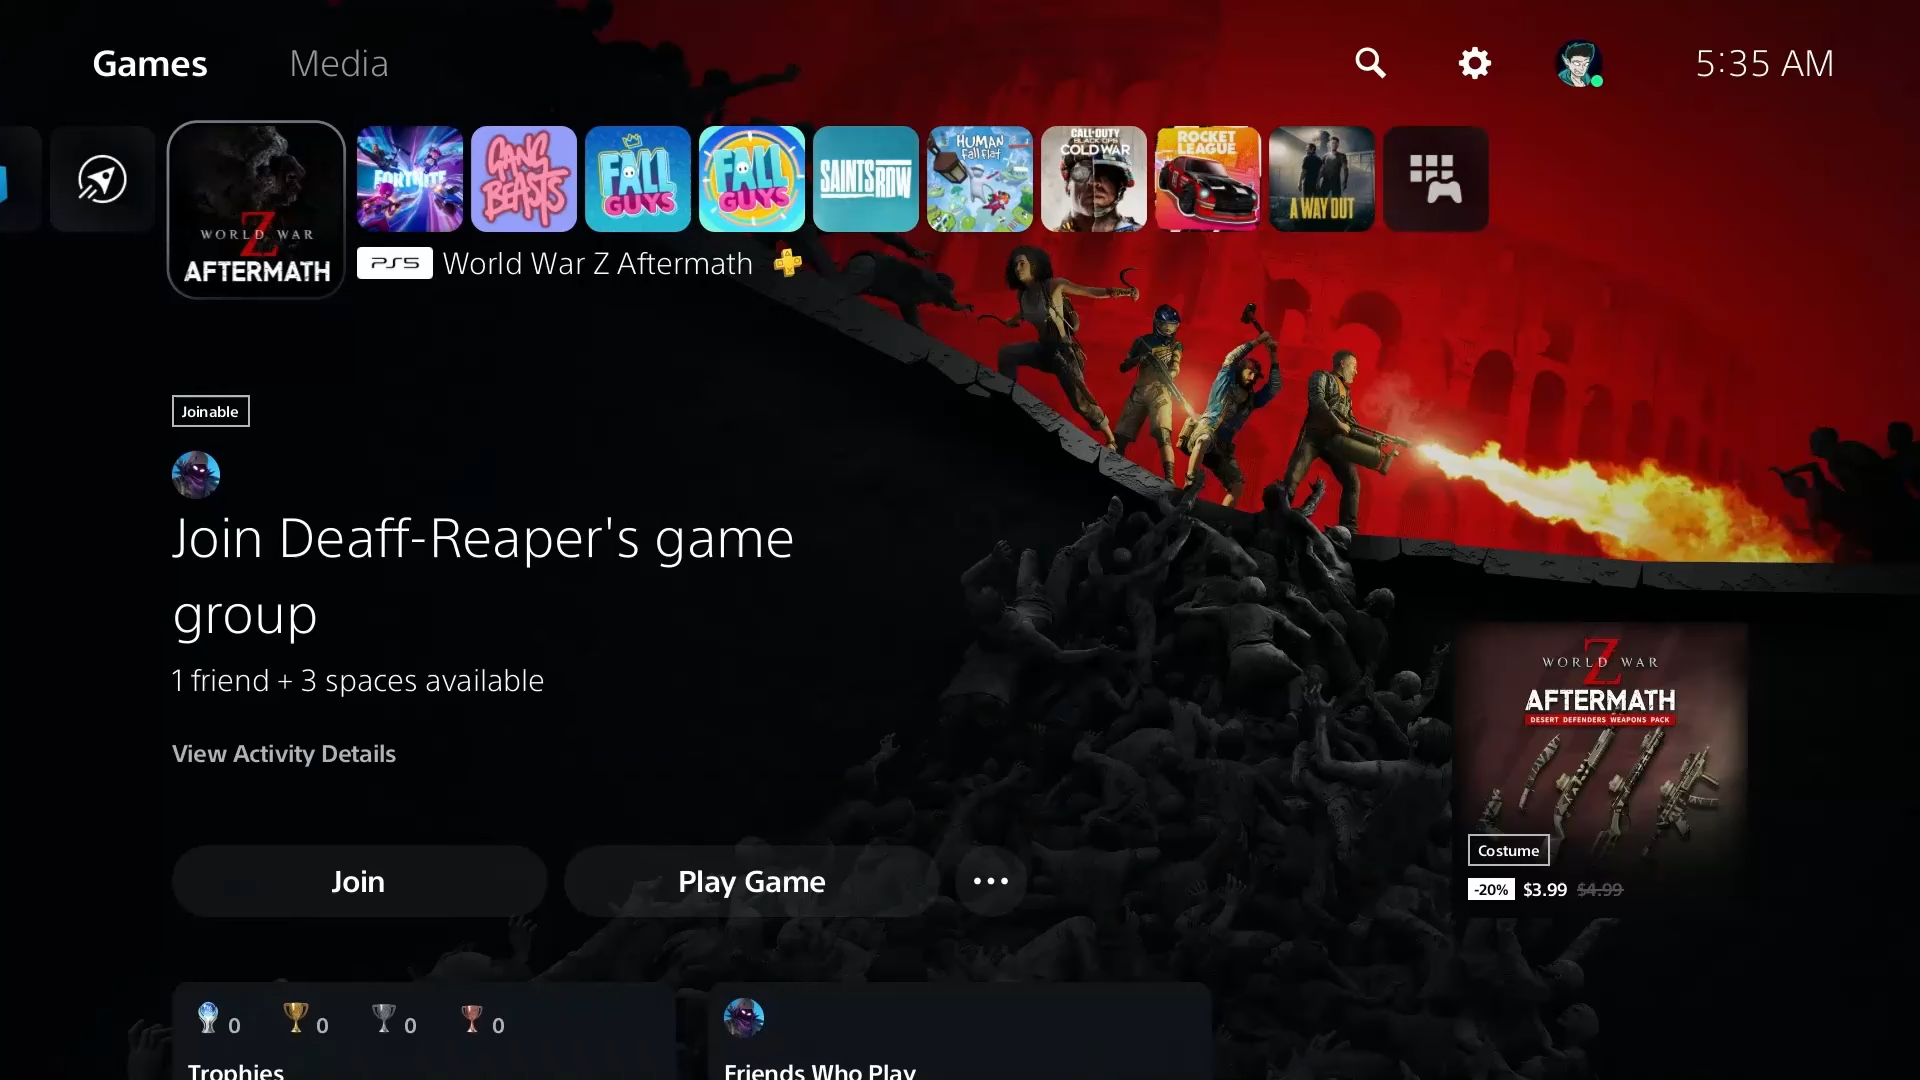 Games
Media
5:35 AM
WORLD WAR
Z
AFTERMATH
FORTNITE
GANG
BEASTS
FALL
GUYS
FALL
GUYS
SAINTS ROW
HUMAN
fall flat
CALL OF DUTY
BLACK OPS
COLD WAR
ROCKET
LEAGUE
A WAY OUT
PS5
World War Z Aftermath
Joinable
Join Deaff-Reaper's game
group
1 friend + 3 spaces available
View Activity Details
Join
Play Game
WORLD WAR
Z
AFTERMATH
DESERT DEFENDERS WEAPONS PACK
Costume
-20% $3.99 $4.99
0 0 0 0
Trophies
Friends Who Play